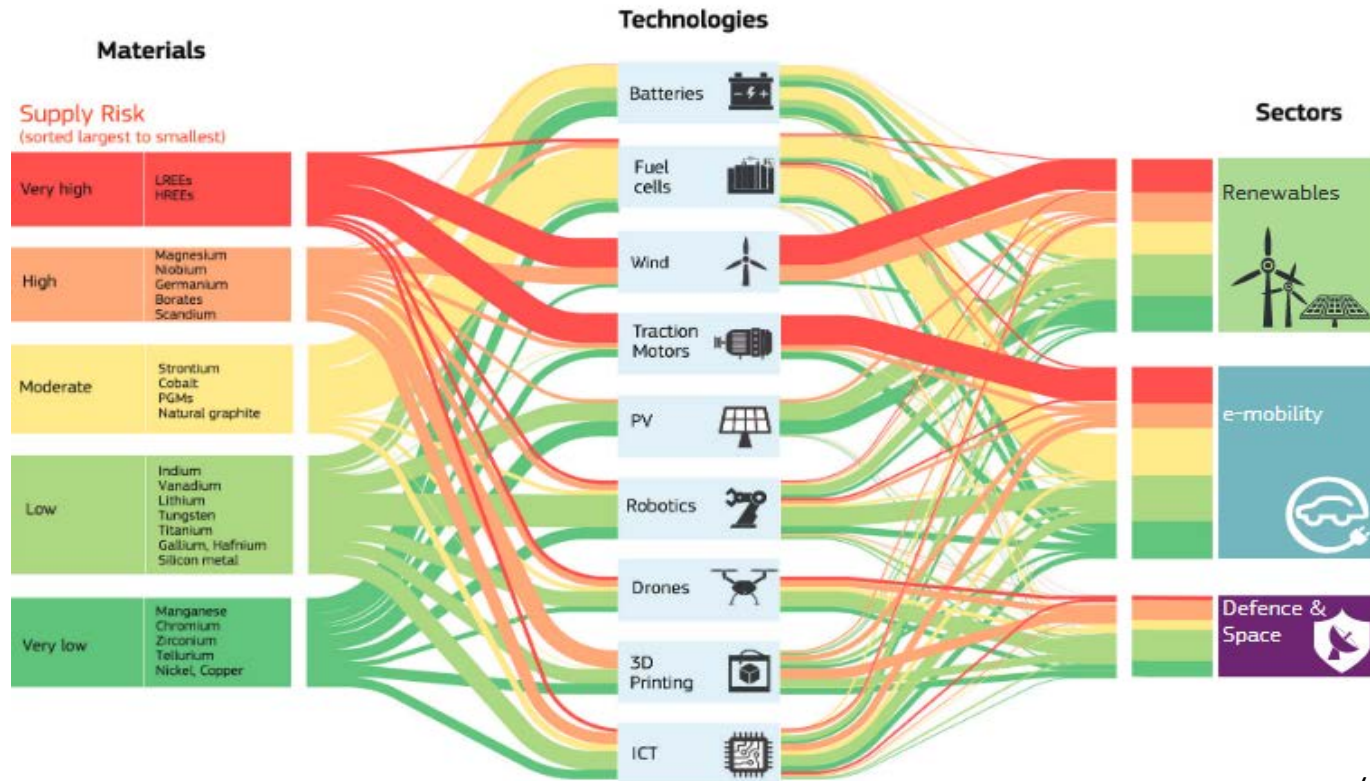 Technologies
Materials
Supply Risk
(sorted largest to smallest)
Very high
LREEs
HREEs
High
Magnesium
Niobium
Germanium
Borates
Scandium
Moderate
Strontium
Cobalt
PGMs
Natural graphite
Low
Indium
Vanadium
Lithium
Tungsten
Titanium
Gallium, Hafnium
Silicon metal
Very low
Manganese
Chromium
Zirconium
Tellurium
Nickel, Copper
Batteries
Fuel
cells
Wind
Traction
Motors
PV
Robotics
Drones
3D
Printing
ICT
Sectors
Renewables
e-mobility
Defence &
Space